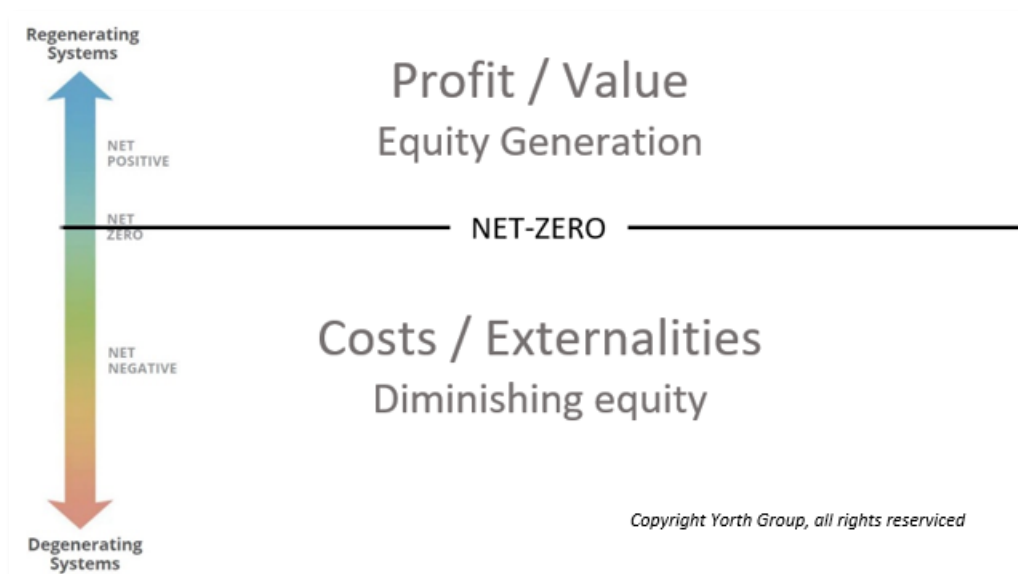 Regenerating
Systems
Profit / Value
Equity Generation
NET
POSITIVE
NET
ZERO
NET-ZERO
Costs / Externalities
Diminishing equity
NET
NEGATIVE
Copyright Yorth Group, all rights reserviced
Degenerating
Systems